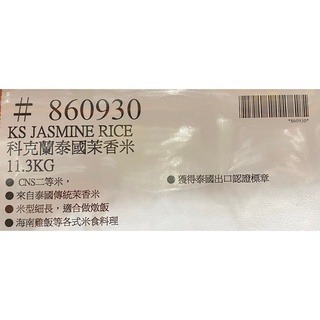 # 860930
*860930*
KS JASMINE RICE
科克蘭泰國茉香米
11.3KG
● CNS二等米，
● 獲得泰國出口認證標章
● 來自泰國傳統茉香米
● 米型細長，適合做燉飯
● 海南雞飯等各式米食料理